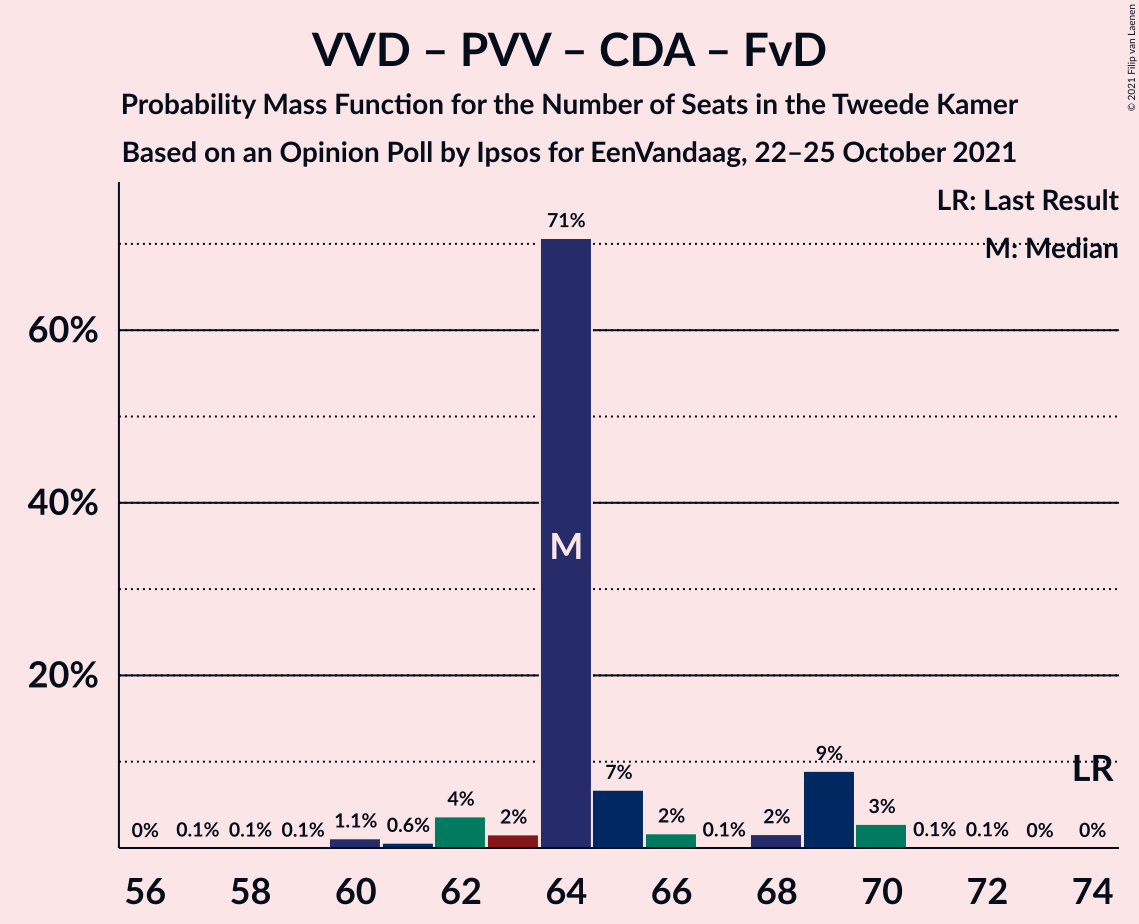 VVD – PVV – CDA – FvD
Probability Mass Function for the Number of Seats in the Tweede Kamer
Based on an Opinion Poll by Ipsos for EenVandaag, 22–25 October 2021
© 2021 Filip van Laenen
LR: Last Result
M: Median
60%
40%
20%
0% 0.1% 0.1% 0.1% 1.1% 0.6% 4% 2% 71% 7% 2% 0.1% 2% 9% 3% 0.1% 0.1% 0% 0%
M
LR
56 58 60 62 64 66 68 70 72 74